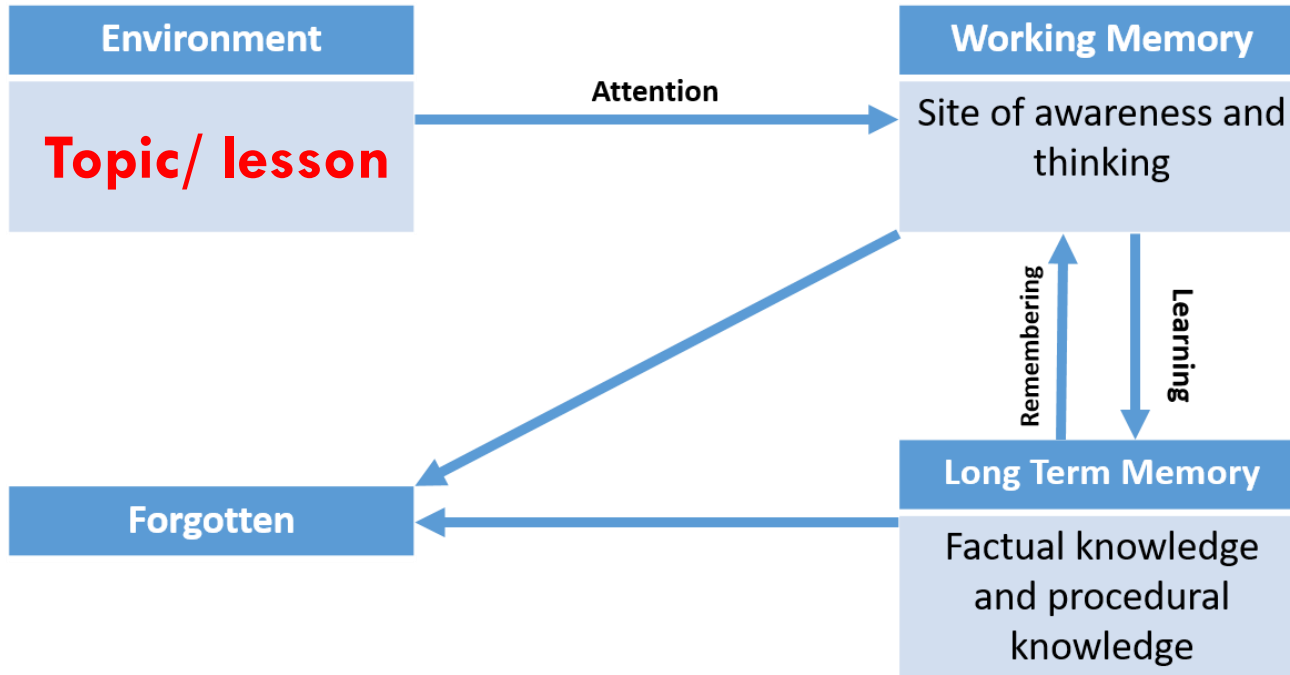 Environment
Topic/ lesson
Attention
Working Memory
Site of awareness and
thinking
Remembering
Learning
Long Term Memory
Factual knowledge
and procedural
knowledge
Forgotten